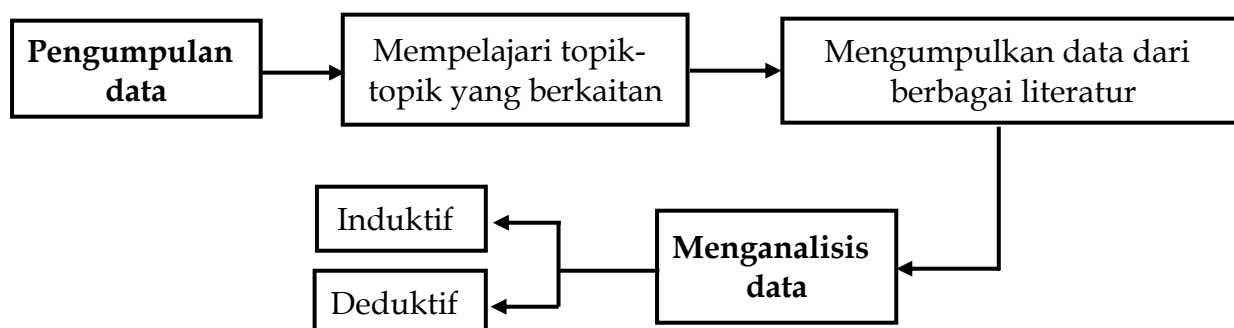 Pengumpulan
data
Mempelajari topik-
topik yang berkaitan
Mengumpulkan data dari
berbagai literatur
Menganalisis
data
Induktif
Deduktif